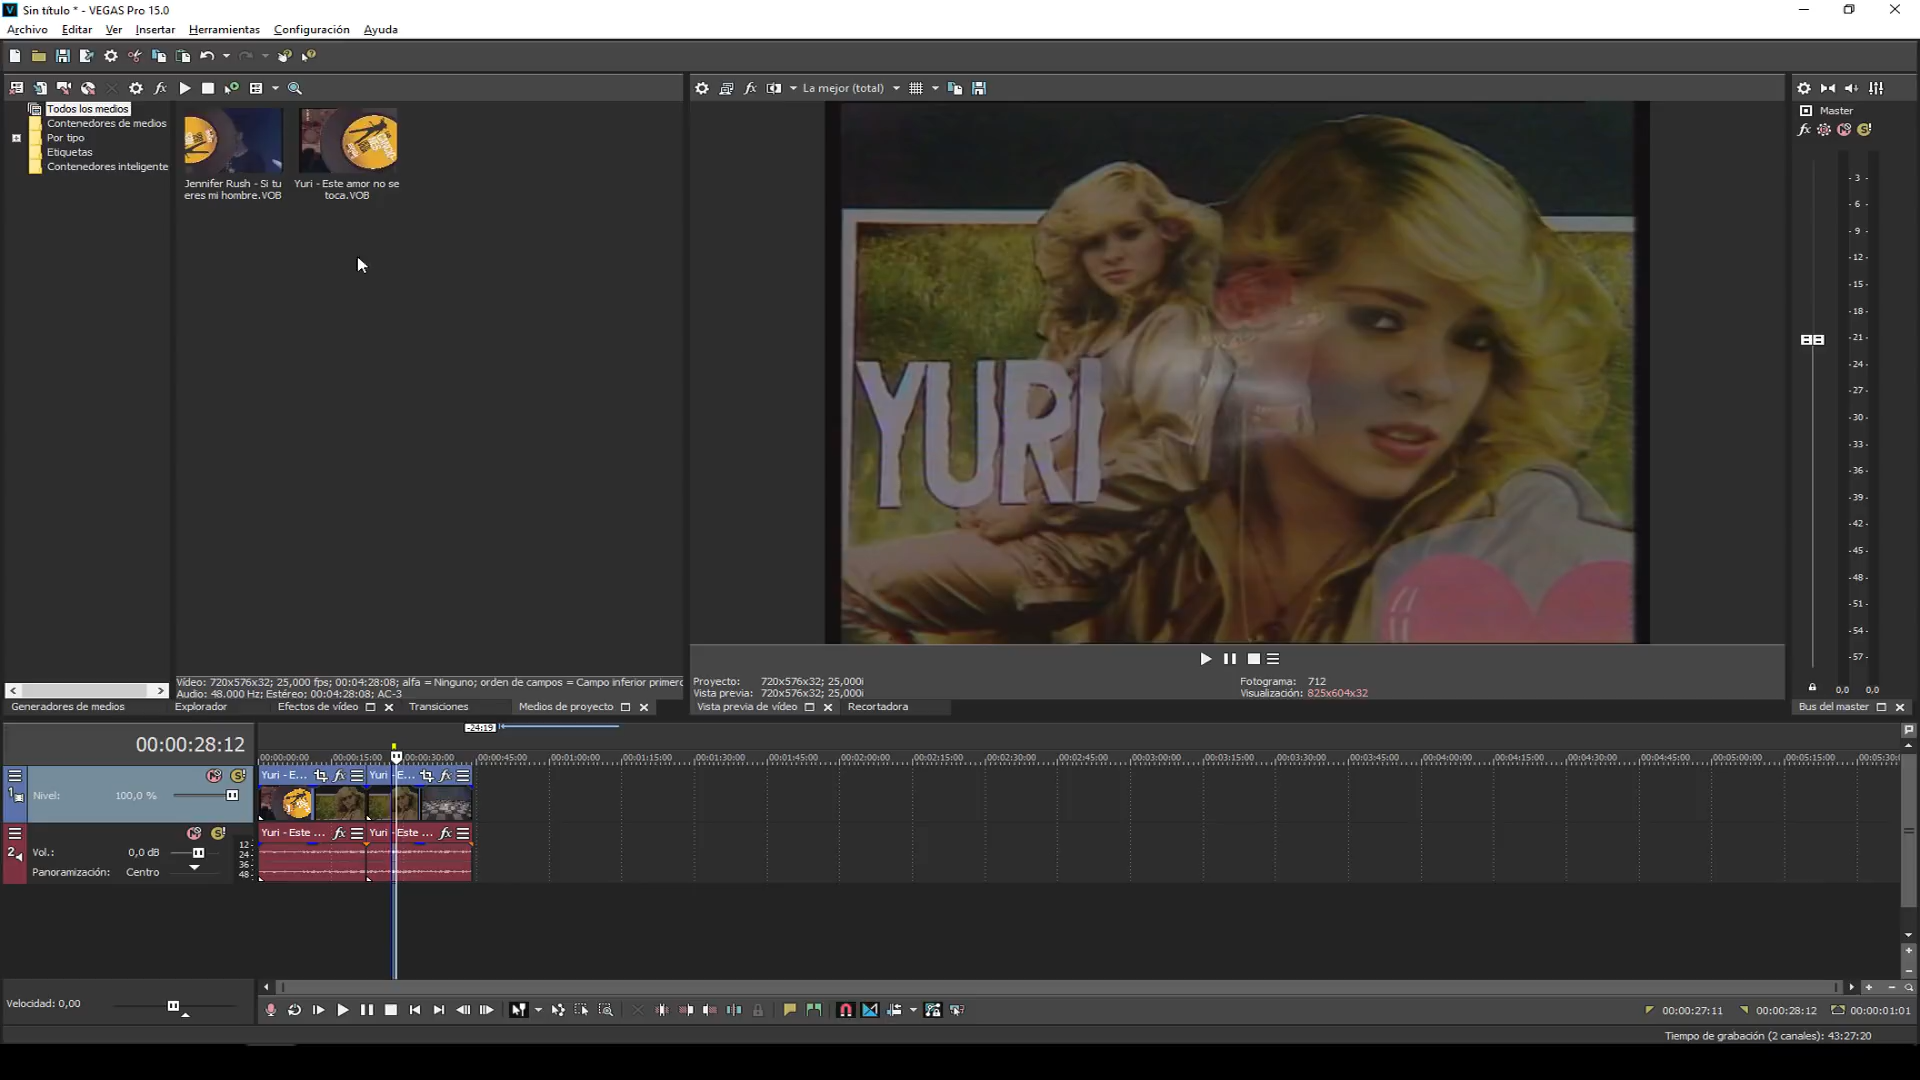 Sin título * - VEGAS Pro 15.0
Archivo Editar Ver Insertar Herramientas Configuración Ayuda
Todos los medios
Contenedores de medios
Por tipo
Etiquetas
Contenedores inteligente
Jennifer Rush - Si tu
eres mi hombre.VOB
Yuri - Este amor no se
toca.VOB
Vídeo: 720x576x32; 25,000 fps; 00:04:28:08; alfa = Ninguno; orden de campos = Campo inferior primero
Audio: 48.000 Hz; Estéreo; 00:04:28:08; AC-3
Generadores de medios Explorador Efectos de vídeo Transiciones Medios de proyecto
La mejor (total)
YURI
Proyecto: 720x576x32; 25,000i
Vista previa: 720x576x32; 25,000i
Fotograma: 712
Visualización: 825x604x32
Vista previa de vídeo Recortadora
Master
3
6
9
12
15
18
-21
24
27
30
33
36
39
42
45
48
51
54
57
0,0 0,0
Bus del master
00:00:28:12
-24:19
00:00:00:00 00:00:15:00 00:00:30:00 00:00:45:00 00:01:00:00 00:01:15:00 00:01:30:00 00:01:45:00 00:02:00:00 00:02:15:00 00:02:30:00 00:02:45:00 00:03:00:00 00:03:15:00 00:03:30:00 00:03:45:00 00:04:00:00 00:04:15:00 00:04:30:00 00:04:45:00 00:05:00:00 00:05:15:00 00:05:30:0
1
Nivel: 100,0 %
Yuri - E... fx Yuri - E... fx
2
Vol.: 0,0 dB
Panoramización: Centro
12
24
36
48
Yuri - Este ... fx Yuri - Este ... fx
Velocidad: 0,00
00:00:27:11 00:00:28:12 00:00:01:01
Tiempo de grabación (2 canales): 43:27:20